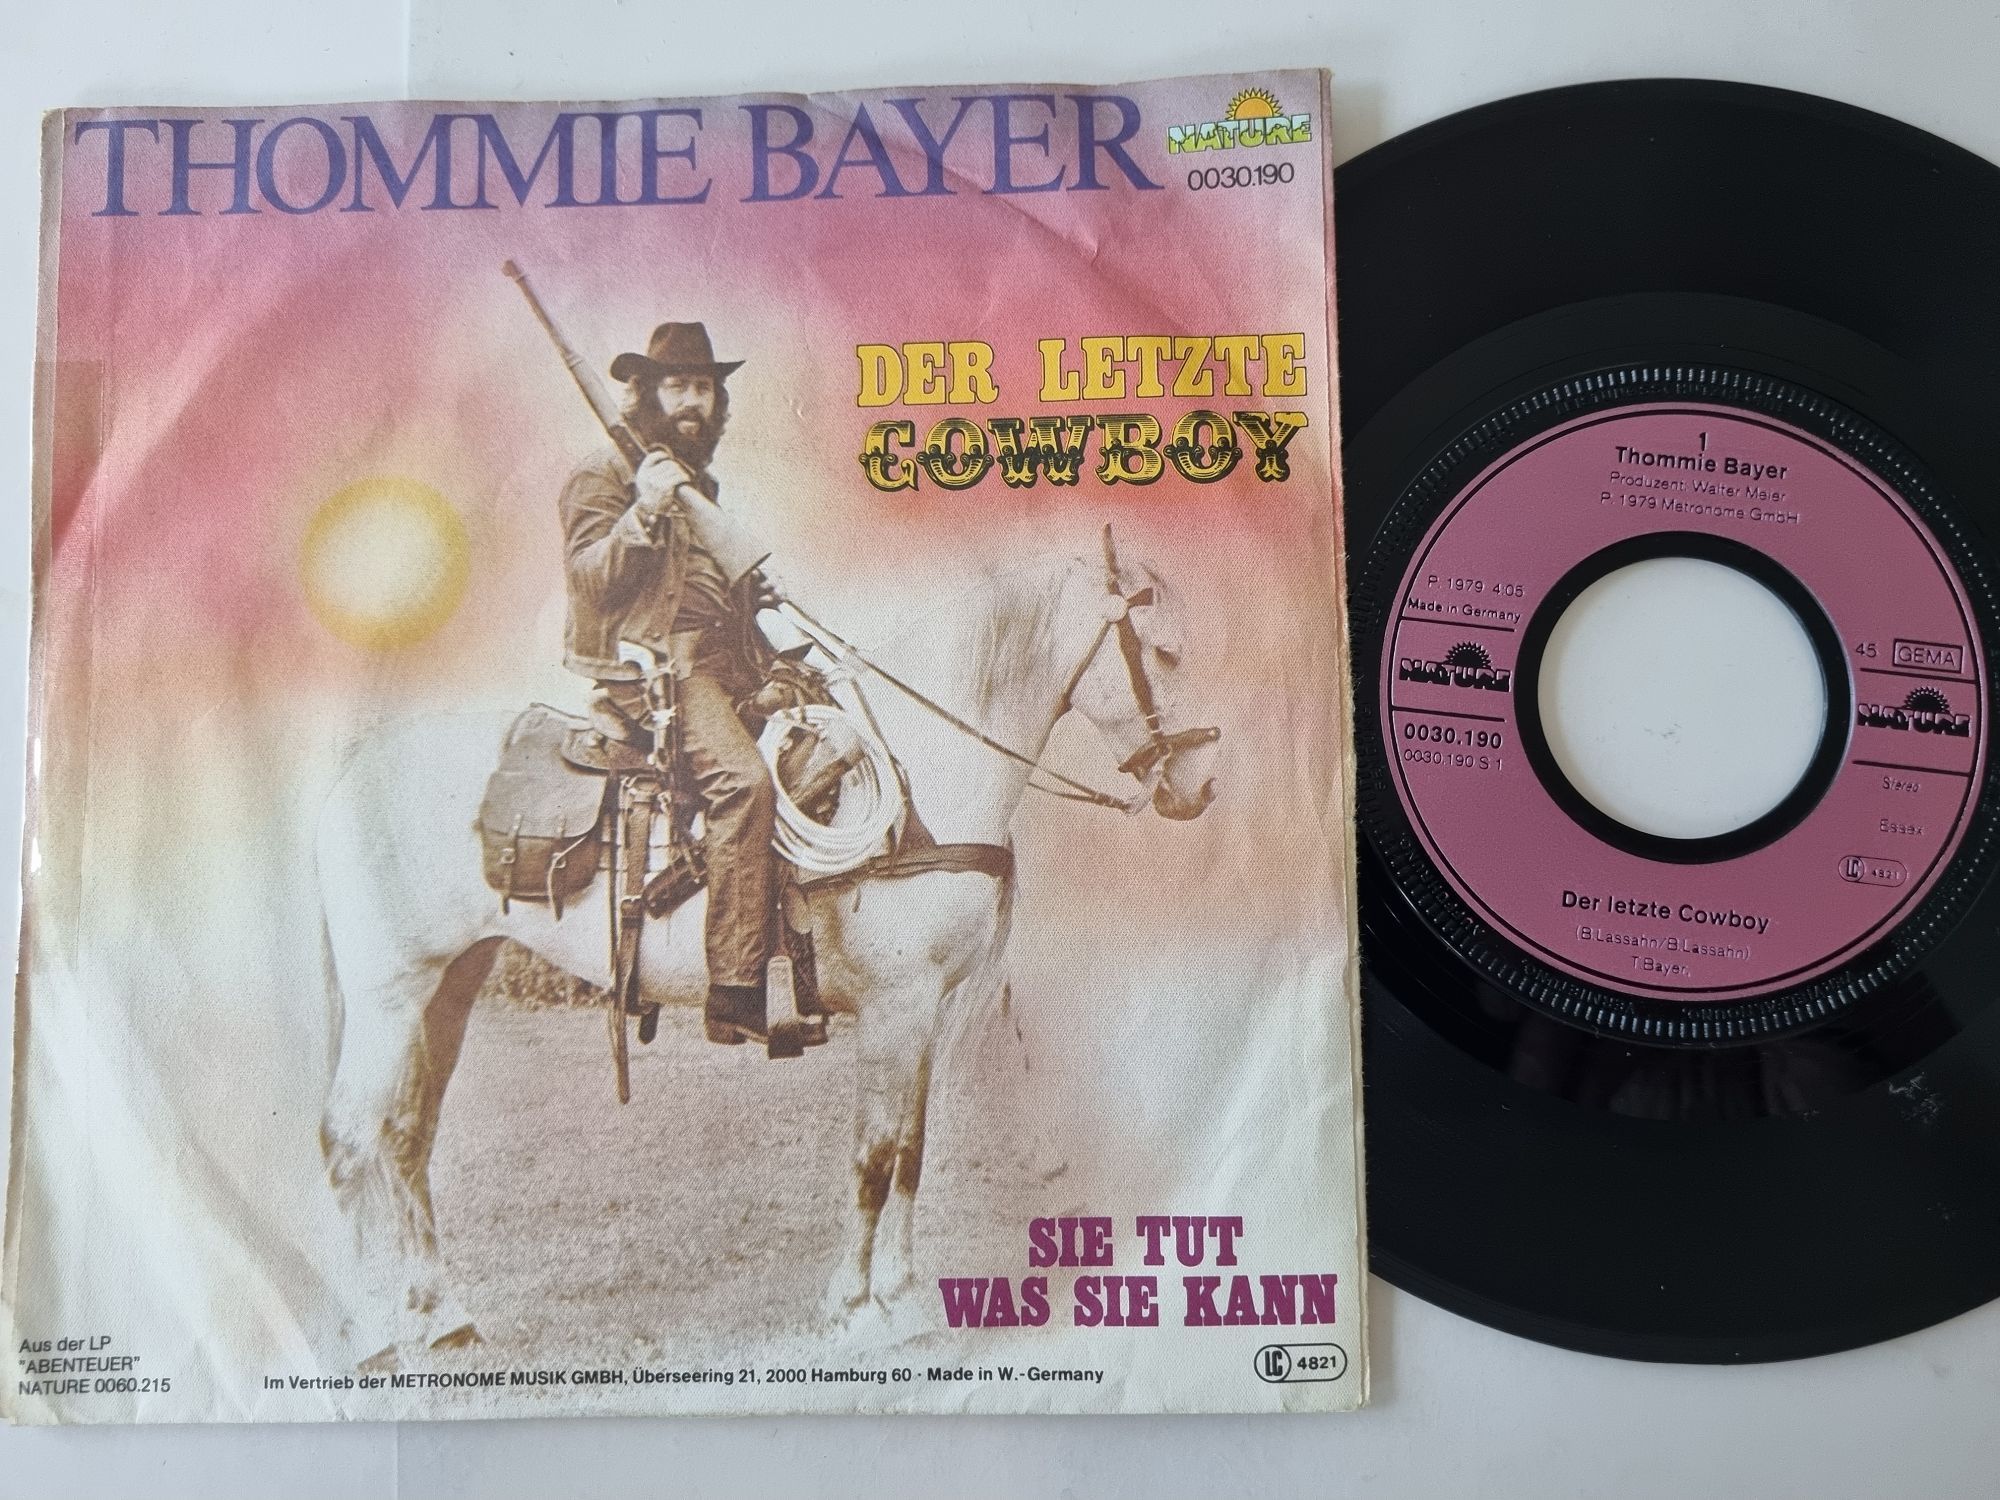 THOMMIE BAYER
NATURE
0030.190
DER LETZTE
COWBOY
SIE TUT
WAS SIE KANN
Aus der LP
"ABENTEUER"
NATURE 0060.215
Im Vertrieb der METRONOME MUSIK GMBH, Überseering 21, 2000 Hamburg 60 · Made in W.-Germany
LC 4821
1
Thommie Bayer
Produzent: Walter Meier
P. 1979 Metronome GmbH
P. 1979 4:05
Made in Germany
NATURE
0030.190
0030.190 S 1
45 GEMA
NATURE
Stereo
Essex
LC 4821
Der letzte Cowboy
(B.Lassahn/B.Lassahn)
T.Bayer,